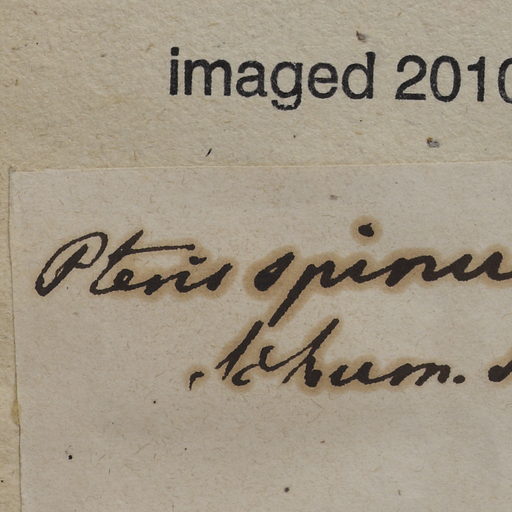 imaged 2010
Pteris spinu
Schum.